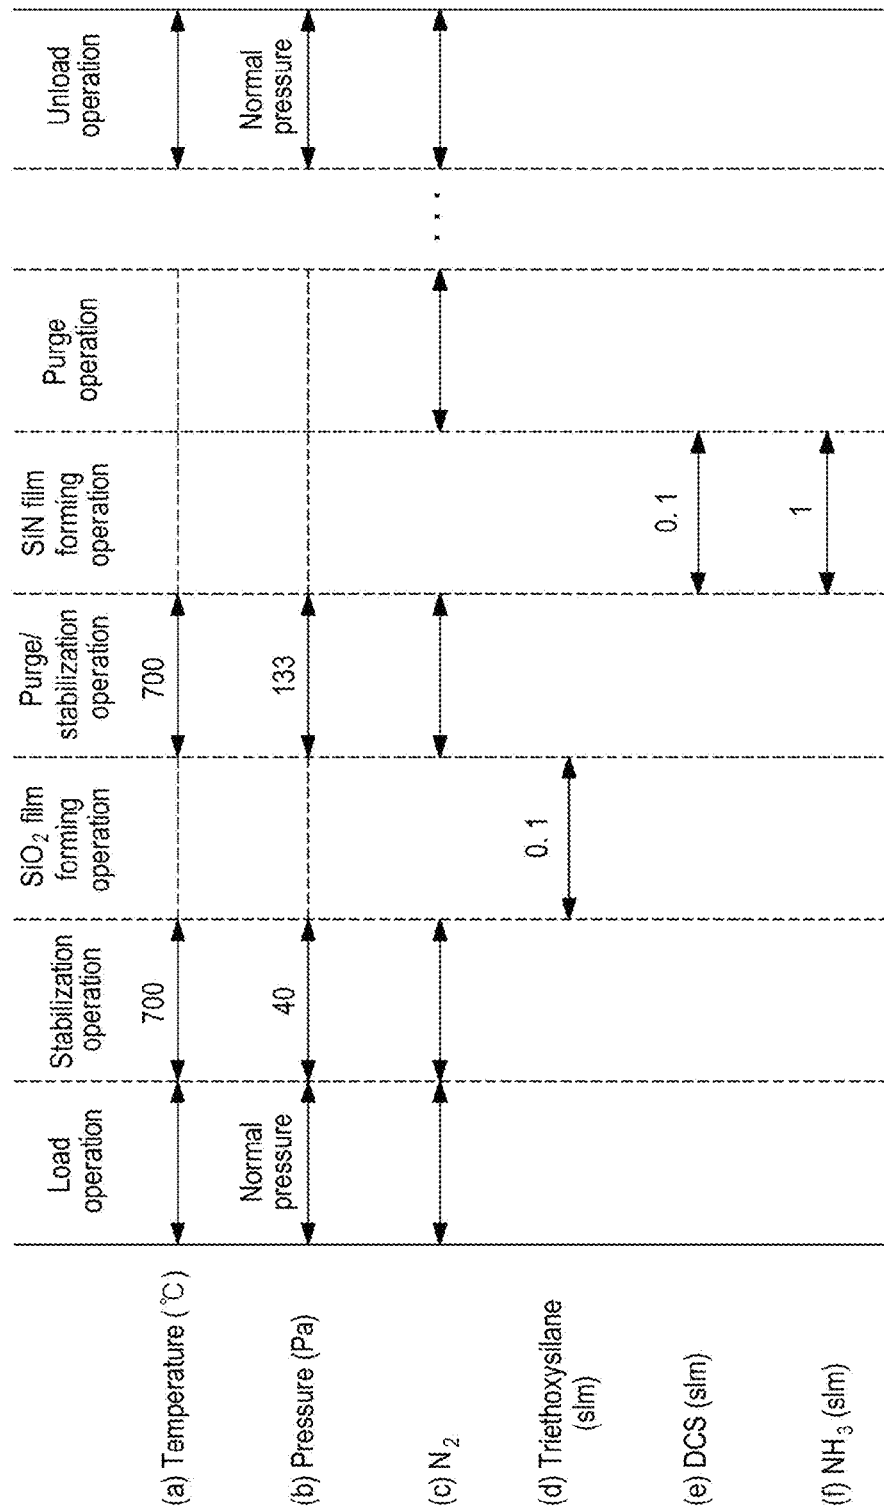 Load
operation
Stabilization
operation
SiO₂ film
forming
operation
Purge/
stabilization
operation
SiN film
forming
operation
Purge
operation
Unload
operation
(a) Temperature (℃)
700
700
(b) Pressure (Pa)
Normal
pressure
40
133
Normal
pressure
(c) N₂
...
(d) Triethoxysilane
(slm)
0.1
(e) DCS (slm)
0.1
(f) NH₃ (slm)
1